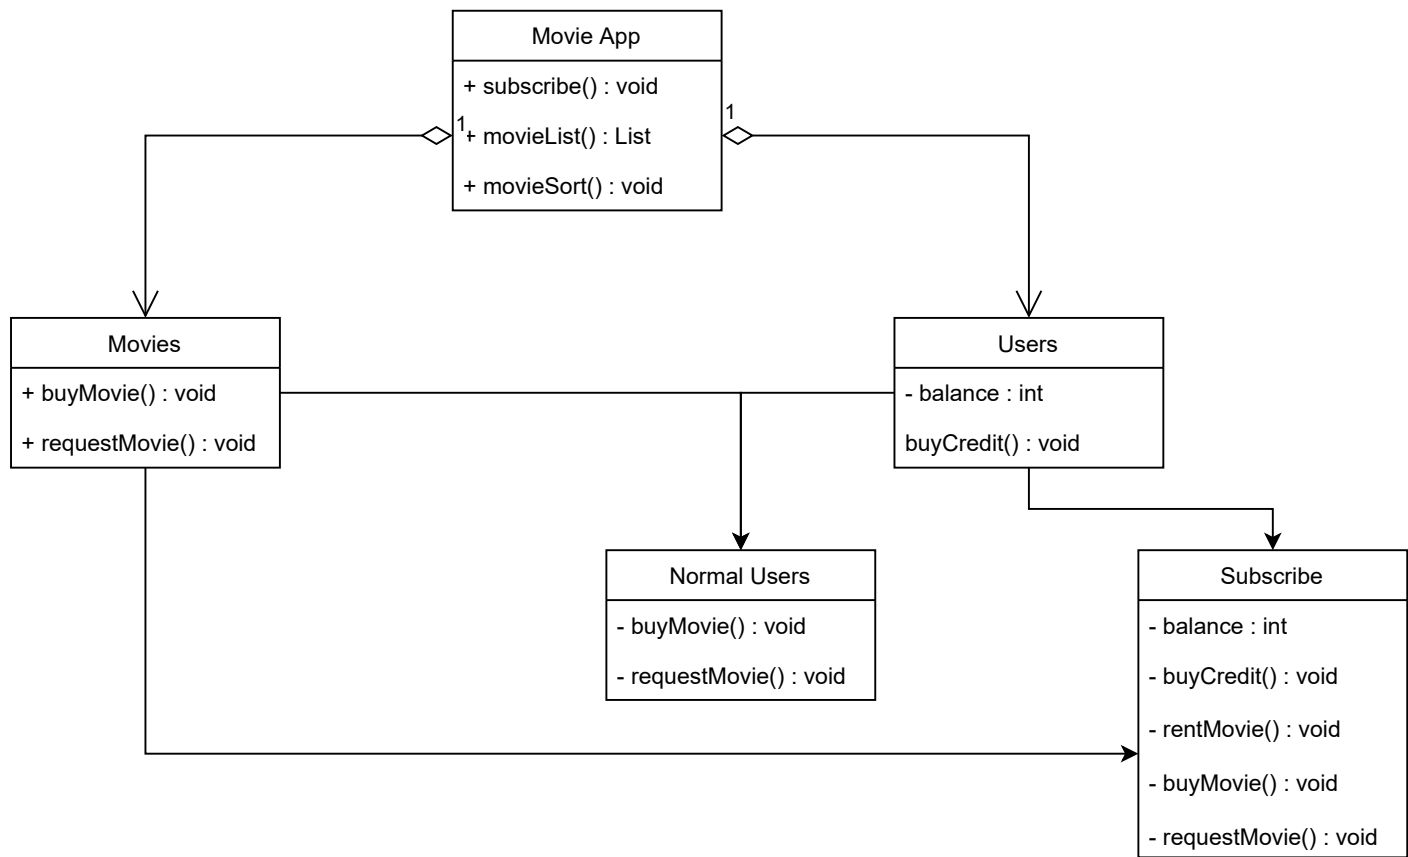 Movie App
+ subscribe() : void
1
1
+ movieList() : List
+ movieSort() : void
Movies
+ buyMovie() : void
+ requestMovie() : void
Users
- balance : int
buyCredit() : void
Normal Users
- buyMovie() : void
- requestMovie() : void
Subscribe
- balance : int
- buyCredit() : void
- rentMovie() : void
- buyMovie() : void
- requestMovie() : void